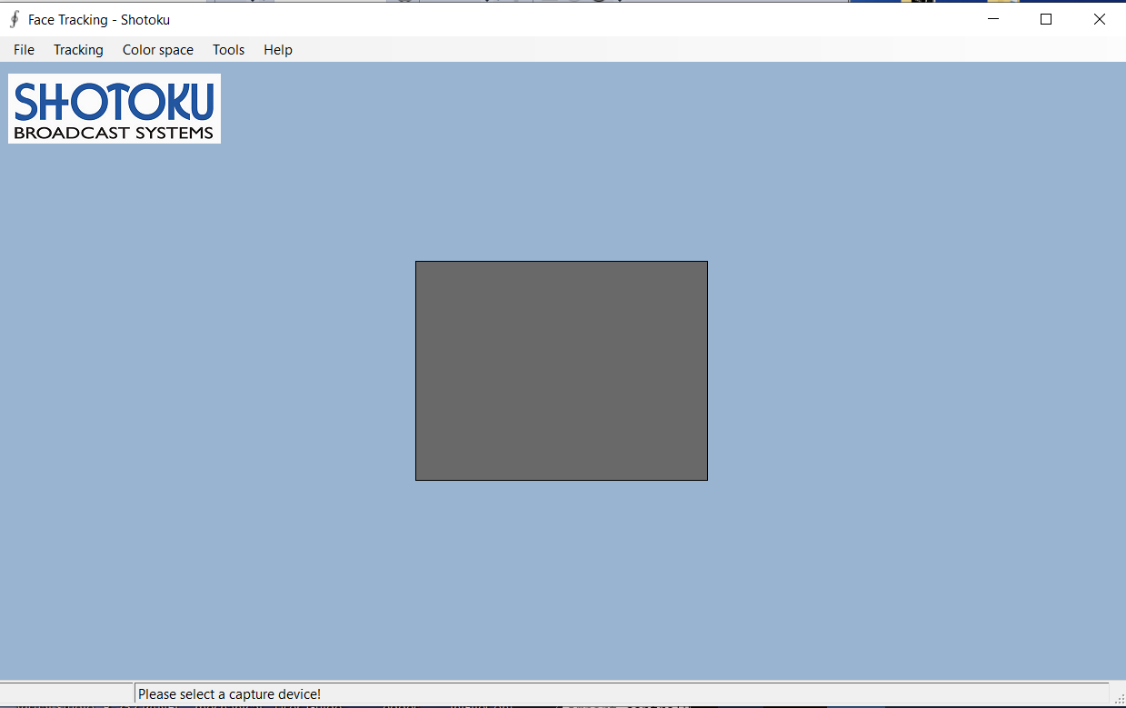 Face Tracking - Shotoku
File Tracking Color space Tools Help
SHOTOKU
BROADCAST SYSTEMS
Please select a capture device!